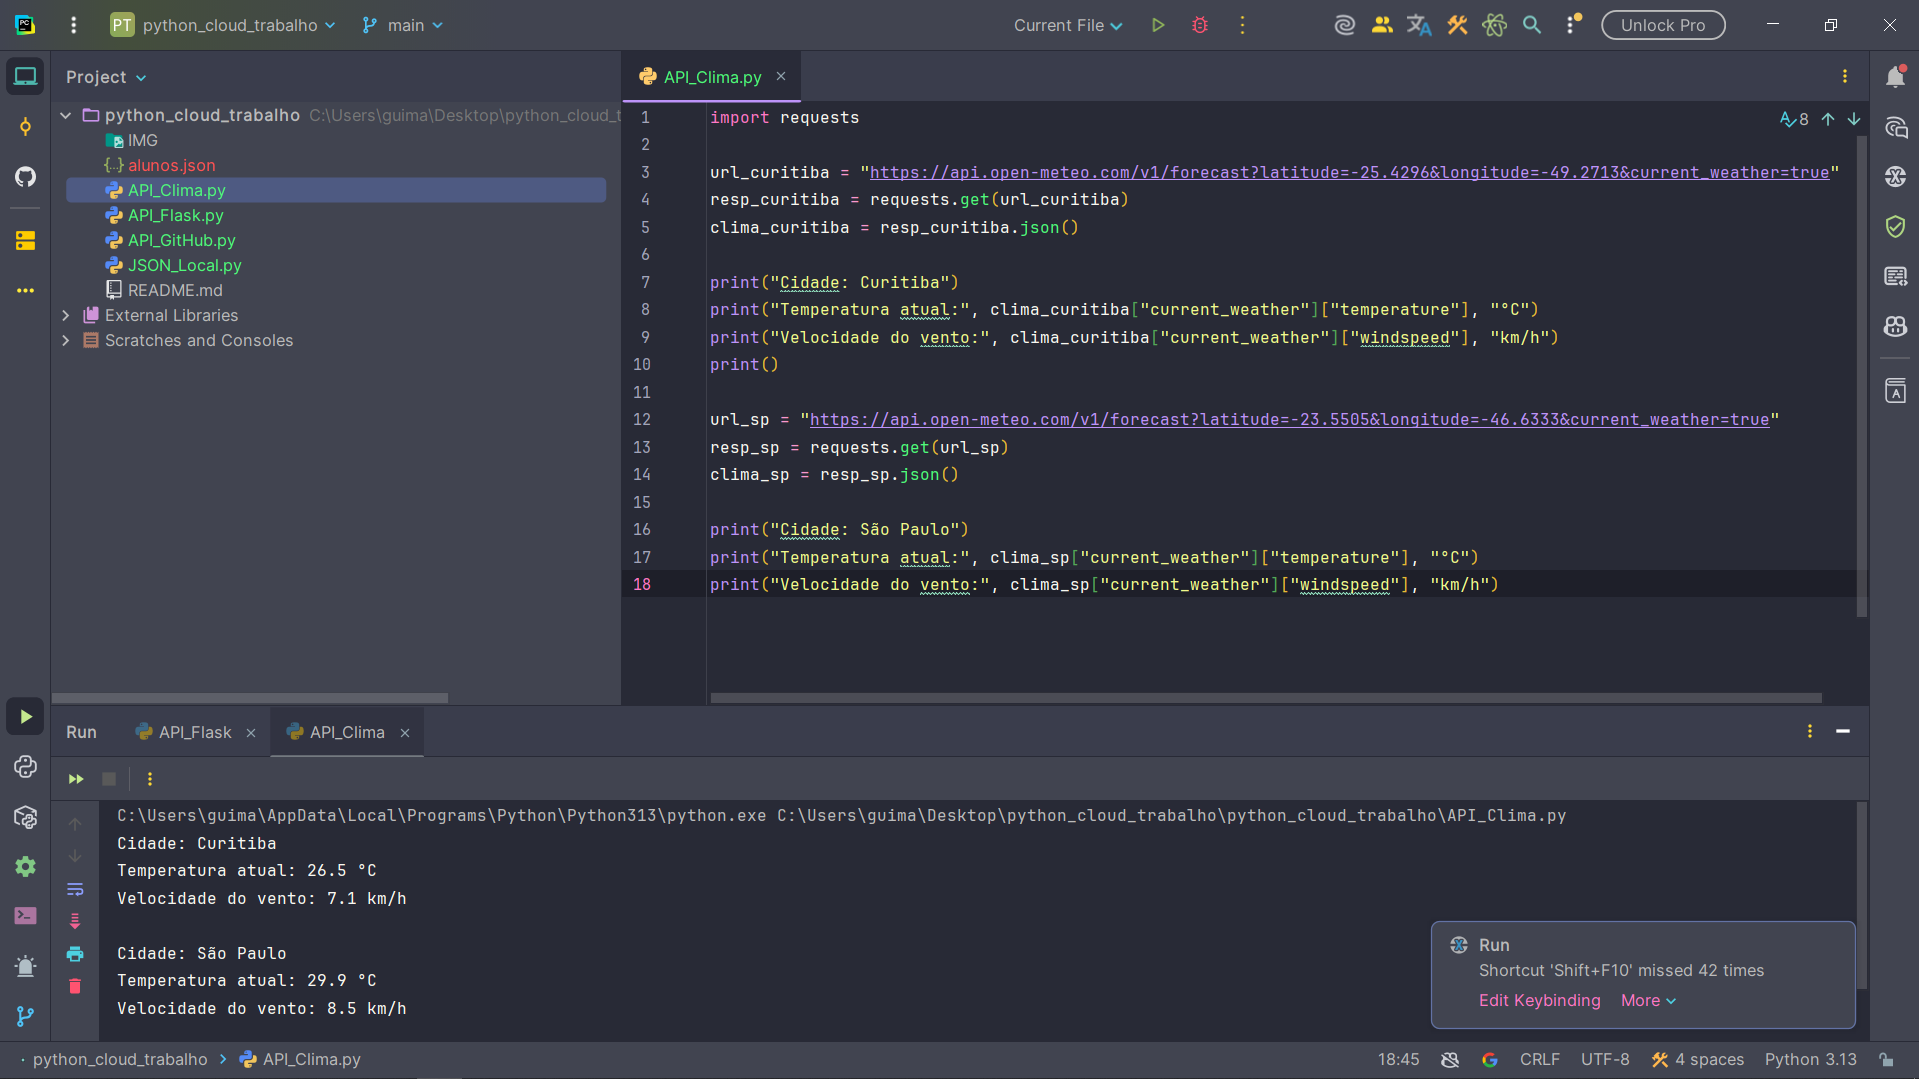 PT python_cloud_trabalho main Current File Unlock Pro
Project
python_cloud_trabalho C:\Users\guima\Desktop\python_cloud_t
IMG
alunos.json
API_Clima.py
API_Flask.py
API_GitHub.py
JSON_Local.py
README.md
External Libraries
Scratches and Consoles
API_Clima.py
8
1 import requests
2
3 url_curitiba = "https://api.open-meteo.com/v1/forecast?latitude=-25.4296&longitude=-49.2713&current_weather=true"
4 resp_curitiba = requests.get(url_curitiba)
5 clima_curitiba = resp_curitiba.json()
6
7 print("Cidade: Curitiba")
8 print("Temperatura atual:", clima_curitiba["current_weather"]["temperature"], "°C")
9 print("Velocidade do vento:", clima_curitiba["current_weather"]["windspeed"], "km/h")
10 print()
11
12 url_sp = "https://api.open-meteo.com/v1/forecast?latitude=-23.5505&longitude=-46.6333&current_weather=true"
13 resp_sp = requests.get(url_sp)
14 clima_sp = resp_sp.json()
15
16 print("Cidade: São Paulo")
17 print("Temperatura atual:", clima_sp["current_weather"]["temperature"], "°C")
18 print("Velocidade do vento:", clima_sp["current_weather"]["windspeed"], "km/h")
Run API_Flask API_Clima
C:\Users\guima\AppData\Local\Programs\Python\Python313\python.exe C:\Users\guima\Desktop\python_cloud_trabalho\python_cloud_trabalho\API_Clima.py
Cidade: Curitiba
Temperatura atual: 26.5 °C
Velocidade do vento: 7.1 km/h
Cidade: São Paulo
Temperatura atual: 29.9 °C
Velocidade do vento: 8.5 km/h
Run
Shortcut 'Shift+F10' missed 42 times
Edit Keybinding More
python_cloud_trabalho API_Clima.py 18:45 CRLF UTF-8 4 spaces Python 3.13